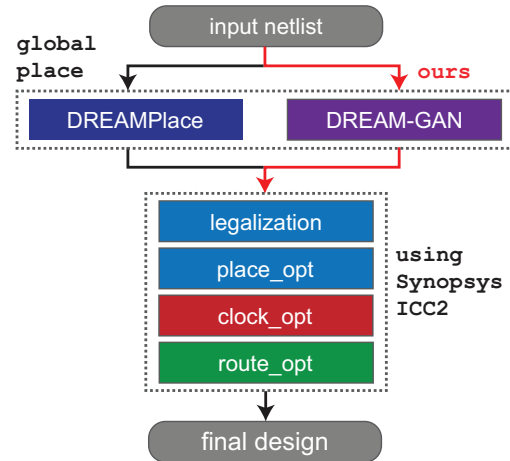 input netlist
global
place
ours
DREAMPlace
DREAM-GAN
legalization
place_opt
clock_opt
route_opt
using
Synopsys
ICC2
final design